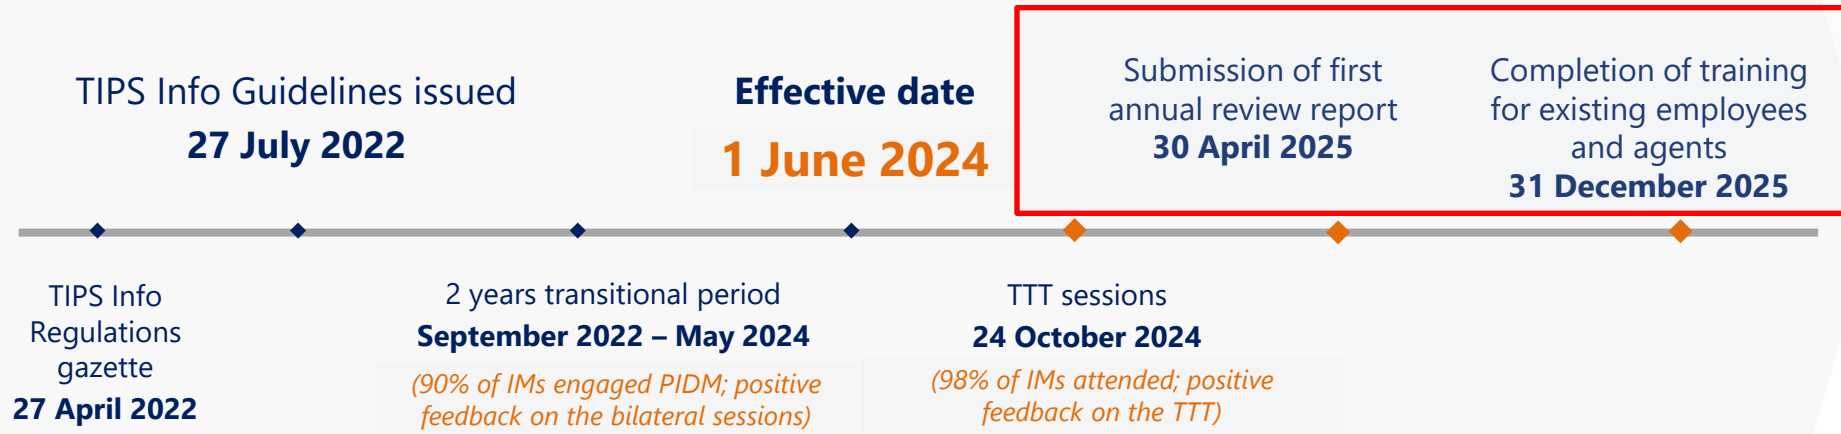 TIPS Info Guidelines issued
27 July 2022
Effective date
1 June 2024
Submission of first
annual review report
30 April 2025
Completion of training
for existing employees
and agents
31 December 2025
TIPS Info
Regulations
gazette
27 April 2022
2 years transitional period
September 2022 – May 2024
(90% of IMs engaged PIDM; positive
feedback on the bilateral sessions)
TTT sessions
24 October 2024
(98% of IMs attended; positive
feedback on the TTT)